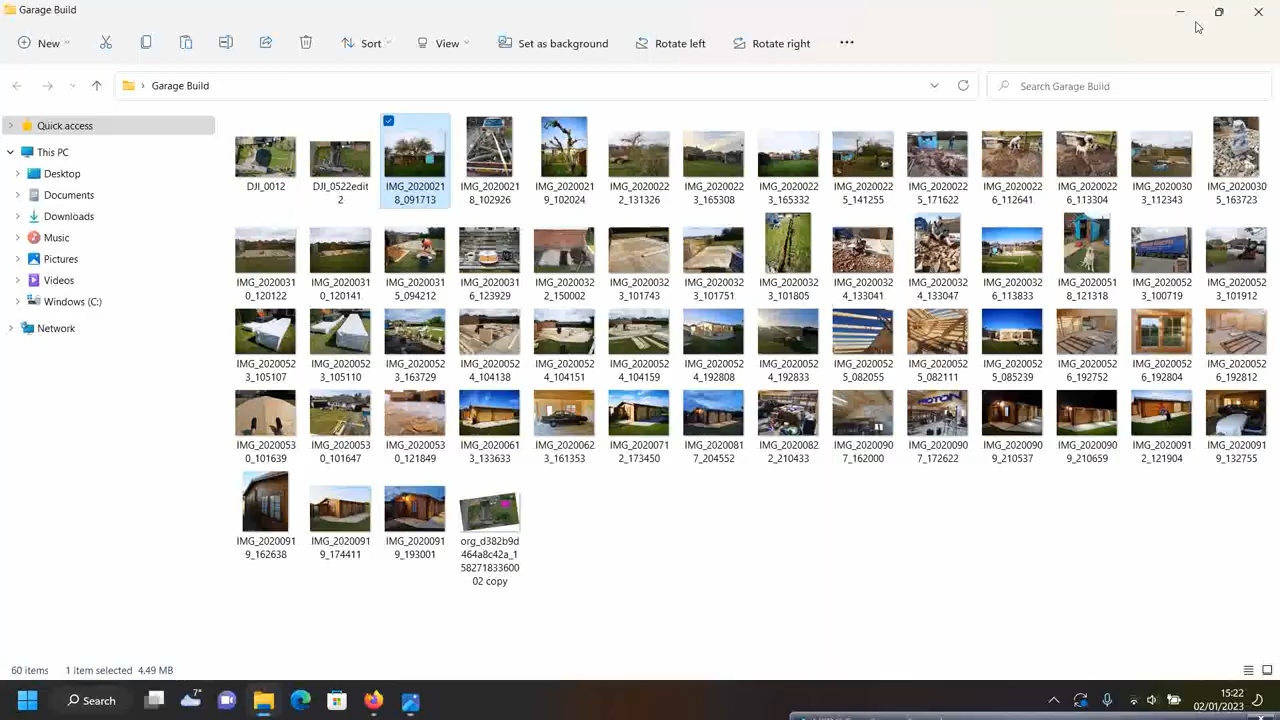 Garage Build
New
Sort
View
Set as background
Rotate left
Rotate right
Garage Build
Search Garage Build
Quick access
This PC
Desktop
Documents
Downloads
Music
Pictures
Videos
Windows (C:)
Network
DJI_0012
DJI_0522edit
2
IMG_2020021
8_091713
IMG_2020021
8_102926
IMG_2020021
9_102024
IMG_2020022
2_131326
IMG_2020022
3_165308
IMG_2020022
3_165332
IMG_2020022
5_141255
IMG_2020022
5_171622
IMG_2020022
6_112641
IMG_2020022
6_113304
IMG_2020030
3_112343
IMG_2020030
5_163723
IMG_2020031
0_120122
IMG_2020031
0_120141
IMG_2020031
5_094212
IMG_2020031
6_123929
IMG_2020032
2_150002
IMG_2020032
3_101743
IMG_2020032
3_101751
IMG_2020032
3_101805
IMG_2020032
4_133041
IMG_2020032
4_133047
IMG_2020032
6_113833
IMG_2020051
8_121318
IMG_2020052
3_100719
IMG_2020052
3_101912
IMG_2020052
3_105107
IMG_2020052
3_105110
IMG_2020052
3_163729
IMG_2020052
4_104138
IMG_2020052
4_104151
IMG_2020052
4_104159
IMG_2020052
4_192808
IMG_2020052
4_192833
IMG_2020052
5_082055
IMG_2020052
5_082111
IMG_2020052
5_085239
IMG_2020052
6_192752
IMG_2020052
6_192804
IMG_2020052
6_192812
IMG_2020053
0_101639
IMG_2020053
0_101647
IMG_2020053
0_121849
IMG_2020061
3_133633
IMG_2020062
3_161353
IMG_2020071
2_173450
IMG_2020081
7_204552
IMG_2020082
2_210433
IMG_2020090
7_162000
IMG_2020090
7_172622
IMG_2020090
9_210537
IMG_2020090
9_210659
IMG_2020091
2_121904
IMG_2020091
9_132755
IMG_2020091
9_162638
IMG_2020091
9_174411
IMG_2020091
9_193001
org_d382b9d
464a8c42a_1
58271833600
02 copy
60 items
1 item selected 4.49 MB
Search
7°
15:22
02/01/2023